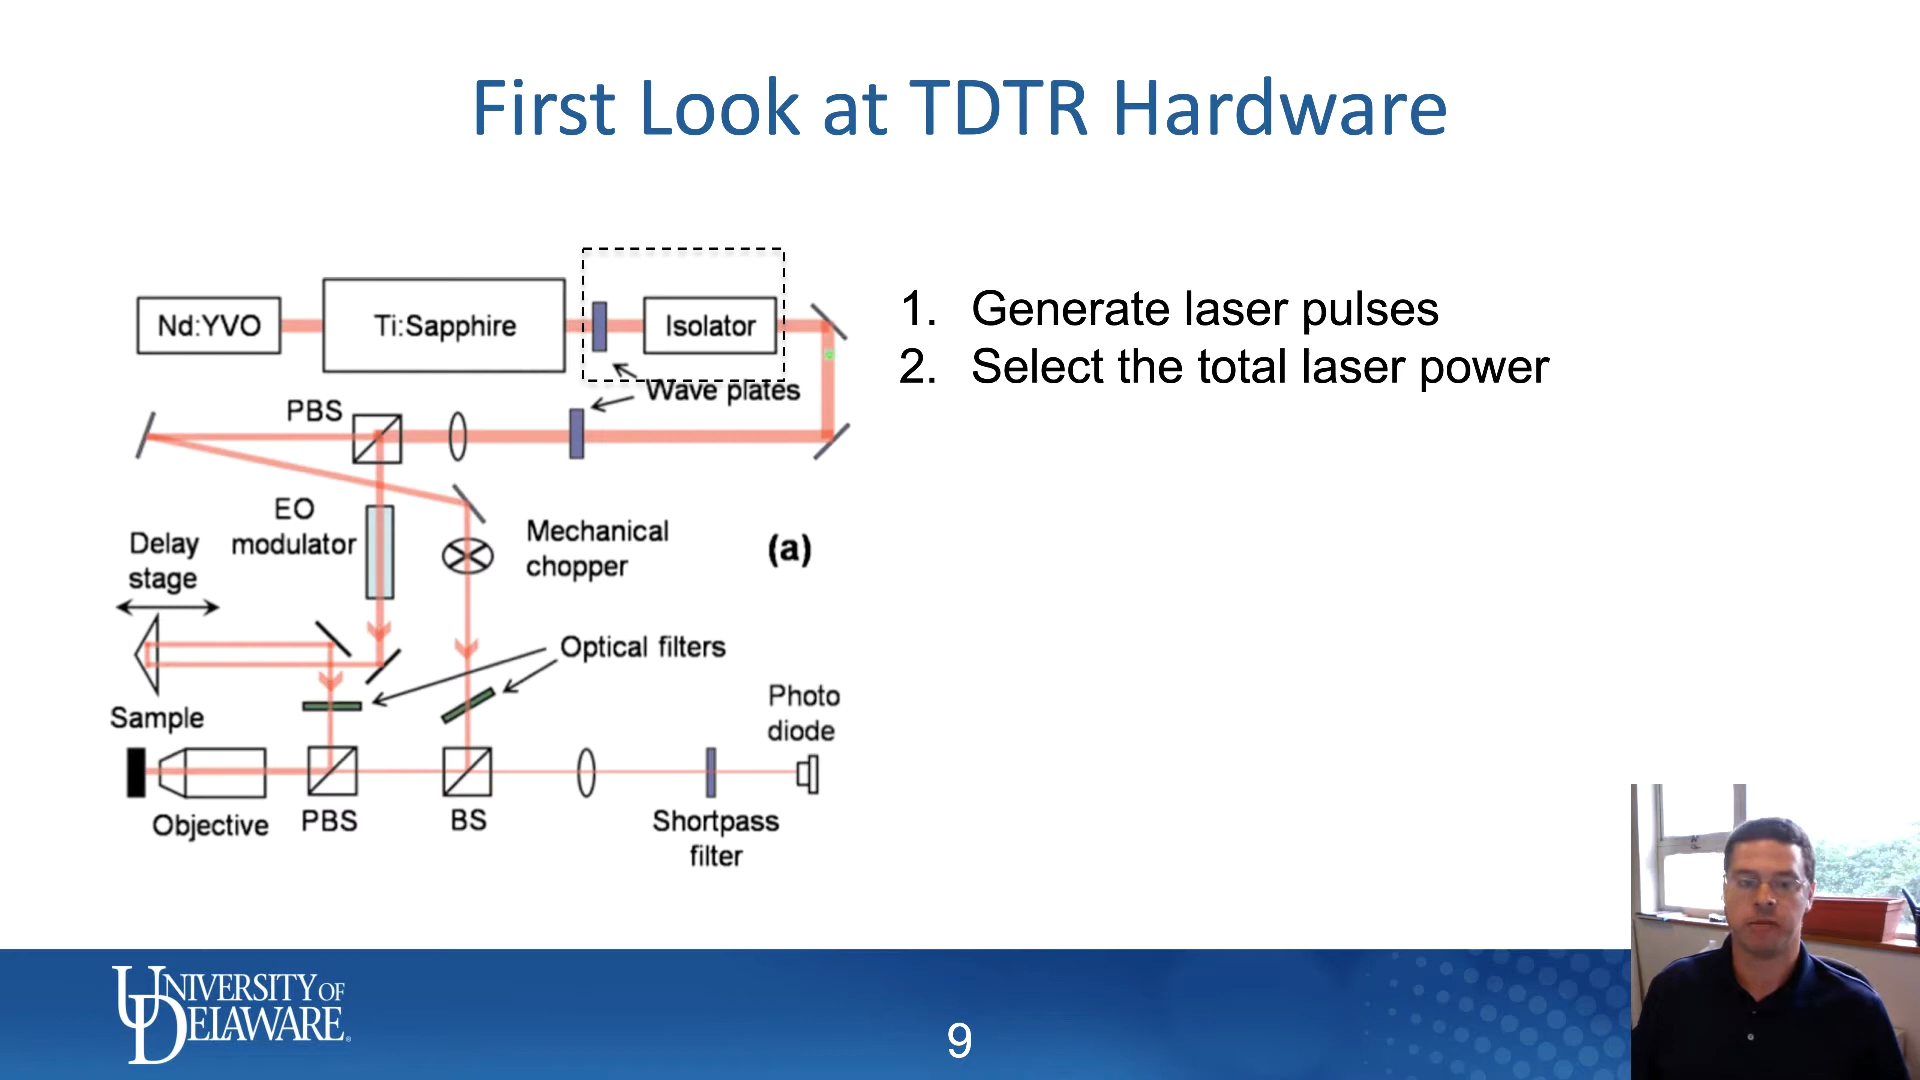 First Look at TDTR Hardware
Nd:YVO
Ti:Sapphire
Isolator
Wave plates
PBS
EO
modulator
Delay
stage
Mechanical
chopper
(a)
Optical filters
Sample
Photo
diode
Objective
PBS
BS
Shortpass
filter
1. Generate laser pulses
2. Select the total laser power
UNIVERSITY OF
DELAWARE.
9